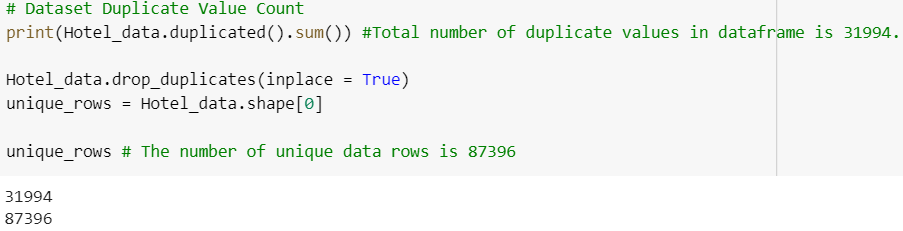 # Dataset Duplicate Value Count
print(Hotel_data.duplicated().sum()) #Total number of duplicate values in dataframe is 31994.
Hotel_data.drop_duplicates(inplace = True)
unique_rows = Hotel_data.shape[0]
unique_rows # The number of unique data rows is 87396
31994
87396